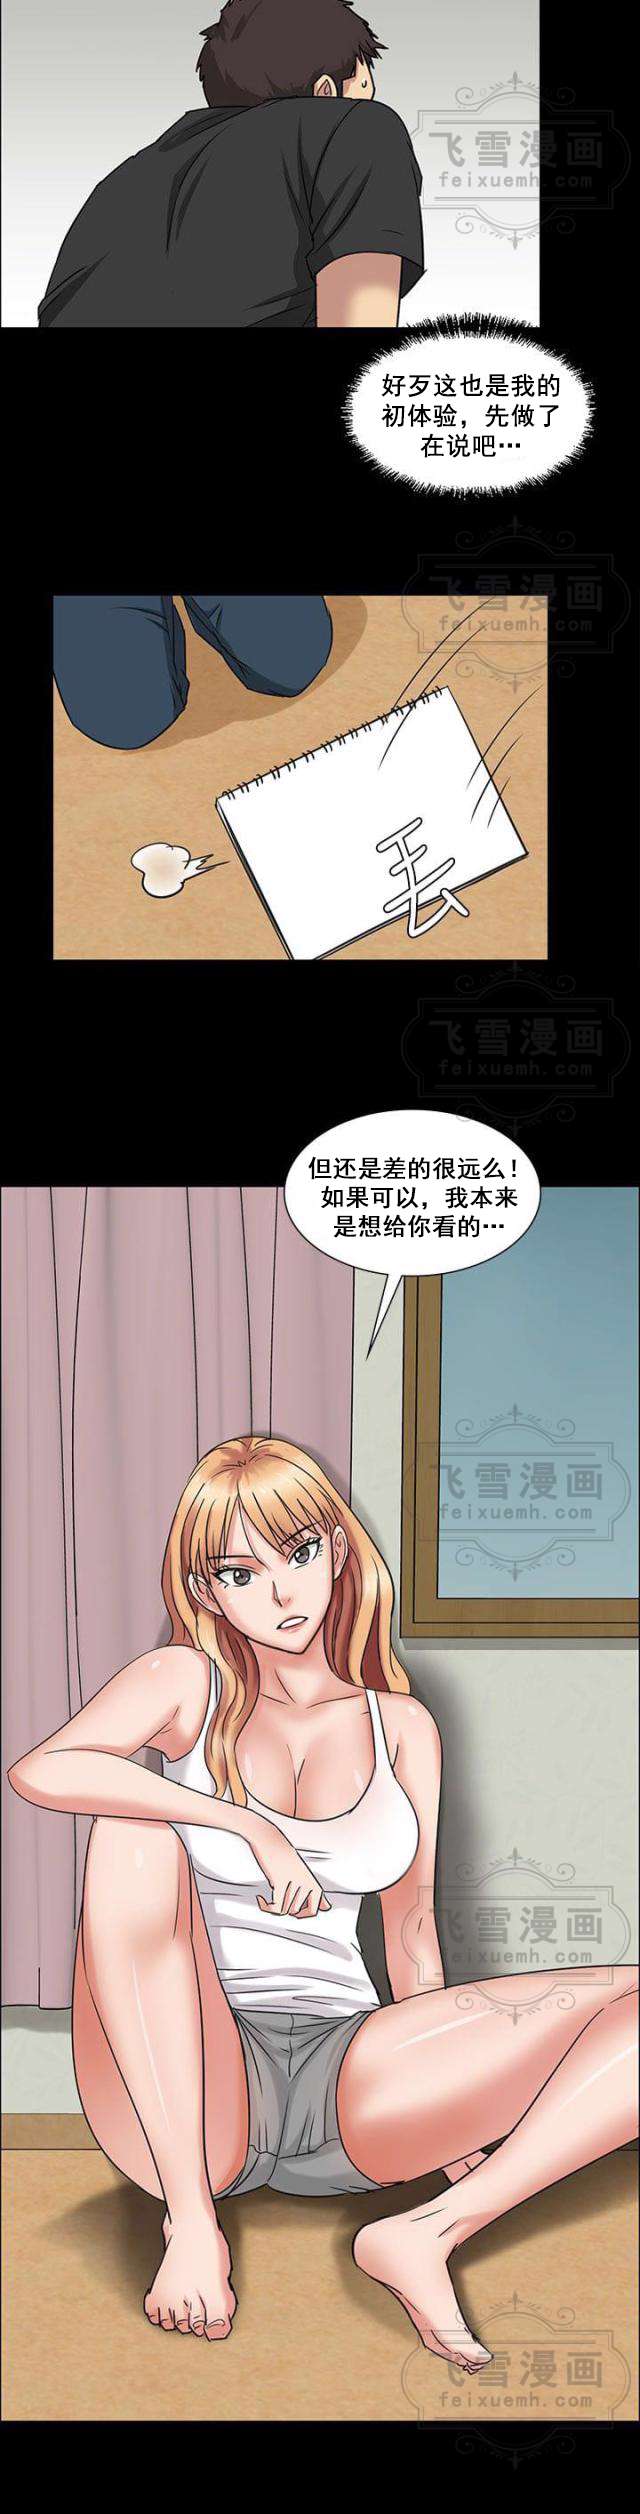 飞雪漫画
feixuemh.com
好歹这也是我的
初体验，先做了
在说吧…
飞雪漫画
feixuemh.com
丢
飞雪漫画
feixuemh.com
但还是差的很远么！
如果可以，我本来
是想给你看的…
飞雪漫画
feixuemh.com
飞雪漫画
feixuemh.com
飞雪漫画
feixuemh.com